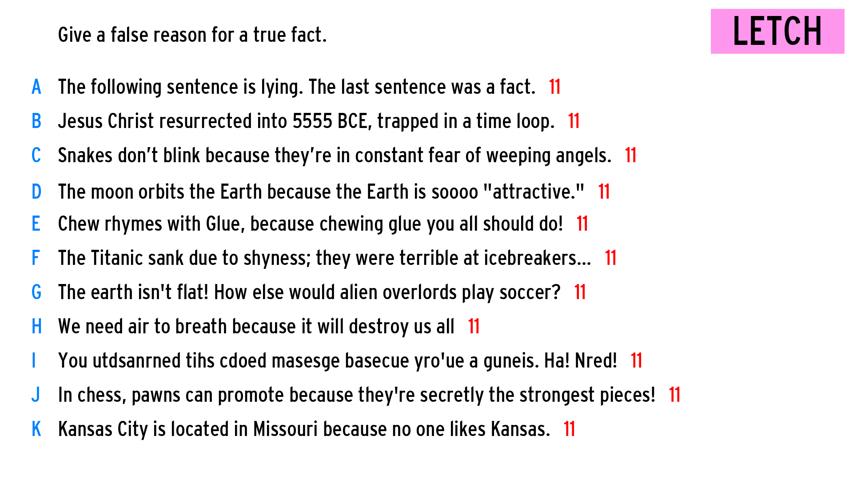 Give a false reason for a true fact.
LETCH
A The following sentence is lying. The last sentence was a fact. 11
B Jesus Christ resurrected into 5555 BCE, trapped in a time loop. 11
C Snakes don’t blink because they’re in constant fear of weeping angels. 11
D The moon orbits the Earth because the Earth is soooo "attractive." 11
E Chew rhymes with Glue, because chewing glue you all should do! 11
F The Titanic sank due to shyness; they were terrible at icebreakers... 11
G The earth isn't flat! How else would alien overlords play soccer? 11
H We need air to breath because it will destroy us all 11
I You utdsanrned tihs cdoed masesge basecue yro'ue a guneis. Ha! Nred! 11
J In chess, pawns can promote because they're secretly the strongest pieces! 11
K Kansas City is located in Missouri because no one likes Kansas. 11